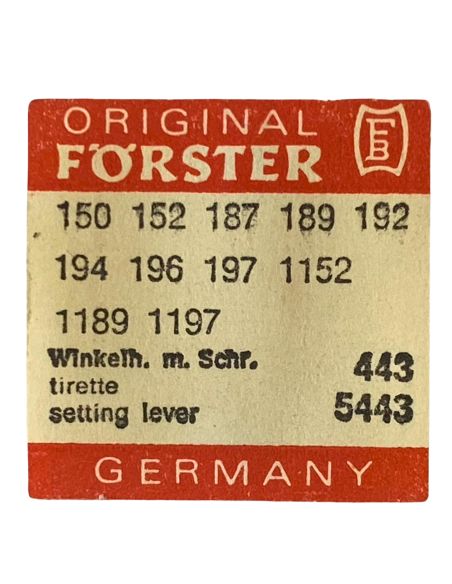 ORIGINAL
FÖRSTER
FB
150 152 187 189 192
194 196 197 1152
1189 1197
Winkelh. m. Schr. 443
tirette
setting lever 5443
GERMANY